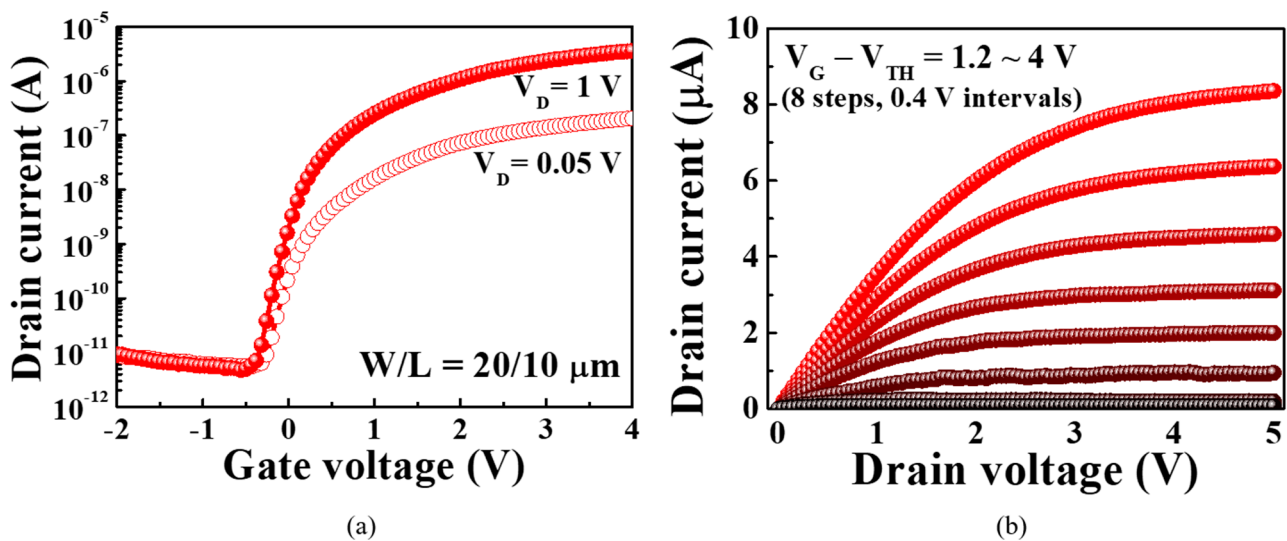 Drain current (A)
10⁻⁵
10⁻⁶
10⁻⁷
10⁻⁸
10⁻⁹
10⁻¹⁰
10⁻¹¹
10⁻¹²
V_D = 1 V
V_D = 0.05 V
W/L = 20/10 μm
-2 -1 0 1 2 3 4
Gate voltage (V)
(a)
Drain current (μA)
10
8
6
4
2
0
V_G – V_TH = 1.2 ~ 4 V
(8 steps, 0.4 V intervals)
0 1 2 3 4 5
Drain voltage (V)
(b)